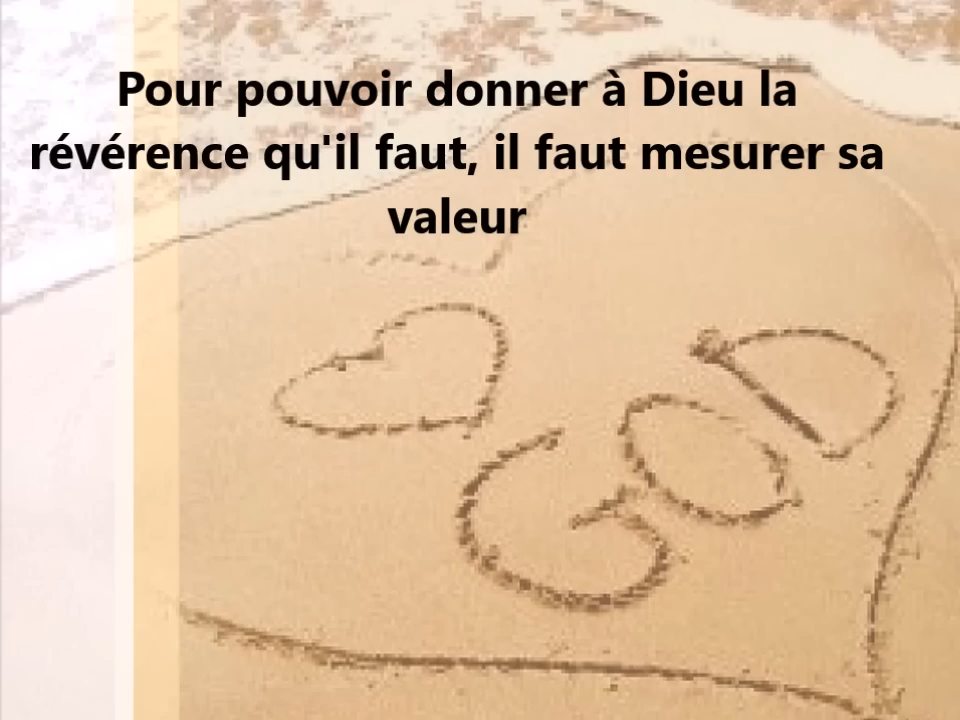 Pour pouvoir donner à Dieu la
révérence qu'il faut, il faut mesurer sa
valeur
GOD